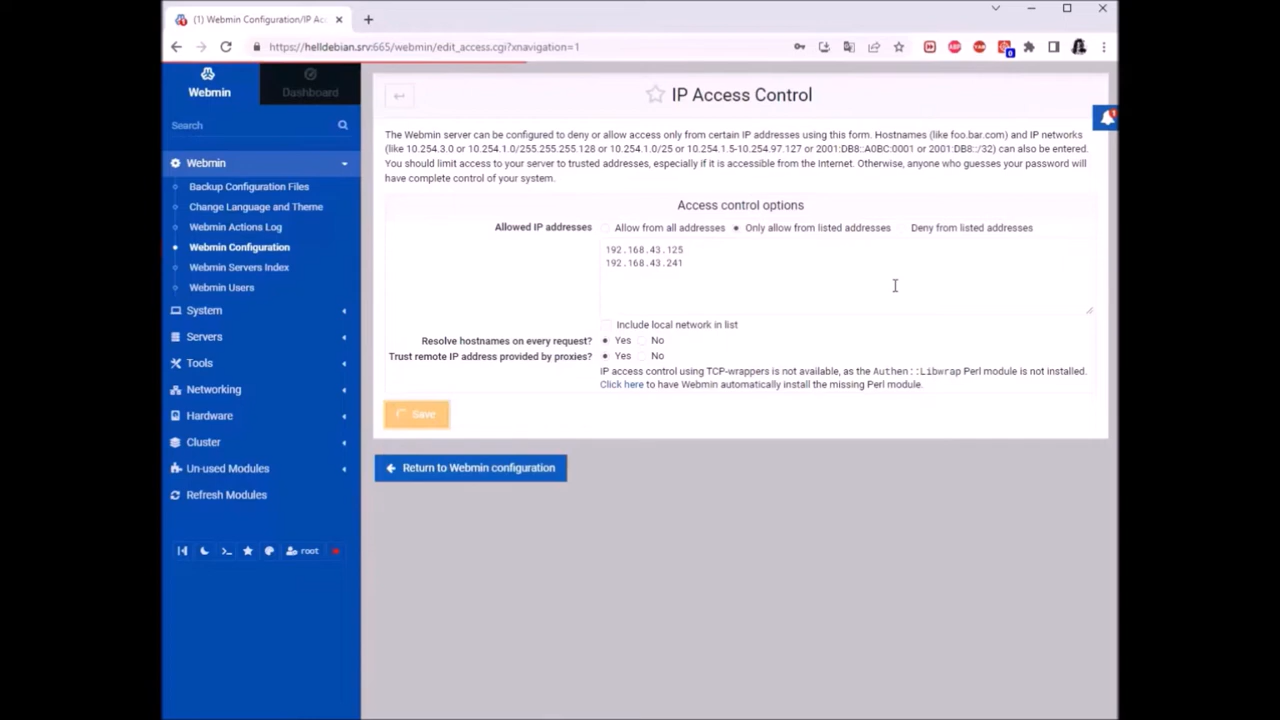 (1) Webmin Configuration/IP Ac
https://helldebian.srv:665/webmin/edit_access.cgi?xnavigation=1
Webmin
Dashboard
Search
Webmin
Backup Configuration Files
Change Language and Theme
Webmin Actions Log
Webmin Configuration
Webmin Servers Index
Webmin Users
System
Servers
Tools
Networking
Hardware
Cluster
Un-used Modules
Refresh Modules
root
IP Access Control
The Webmin server can be configured to deny or allow access only from certain IP addresses using this form. Hostnames (like foo.bar.com) and IP networks
(like 10.254.3.0 or 10.254.1.0/255.255.255.128 or 10.254.1.0/25 or 10.254.1.5-10.254.97.127 or 2001:DB8::A0BC:0001 or 2001:DB8::/32) can also be entered.
You should limit access to your server to trusted addresses, especially if it is accessible from the Internet. Otherwise, anyone who guesses your password will
have complete control of your system.
Access control options
Allowed IP addresses
Allow from all addresses
Only allow from listed addresses
Deny from listed addresses
192.168.43.125
192.168.43.241
Include local network in list
Resolve hostnames on every request?
Yes
No
Trust remote IP address provided by proxies?
Yes
No
IP access control using TCP-wrappers is not available, as the Authen::Libwrap Perl module is not installed.
Click here to have Webmin automatically install the missing Perl module.
Save
Return to Webmin configuration